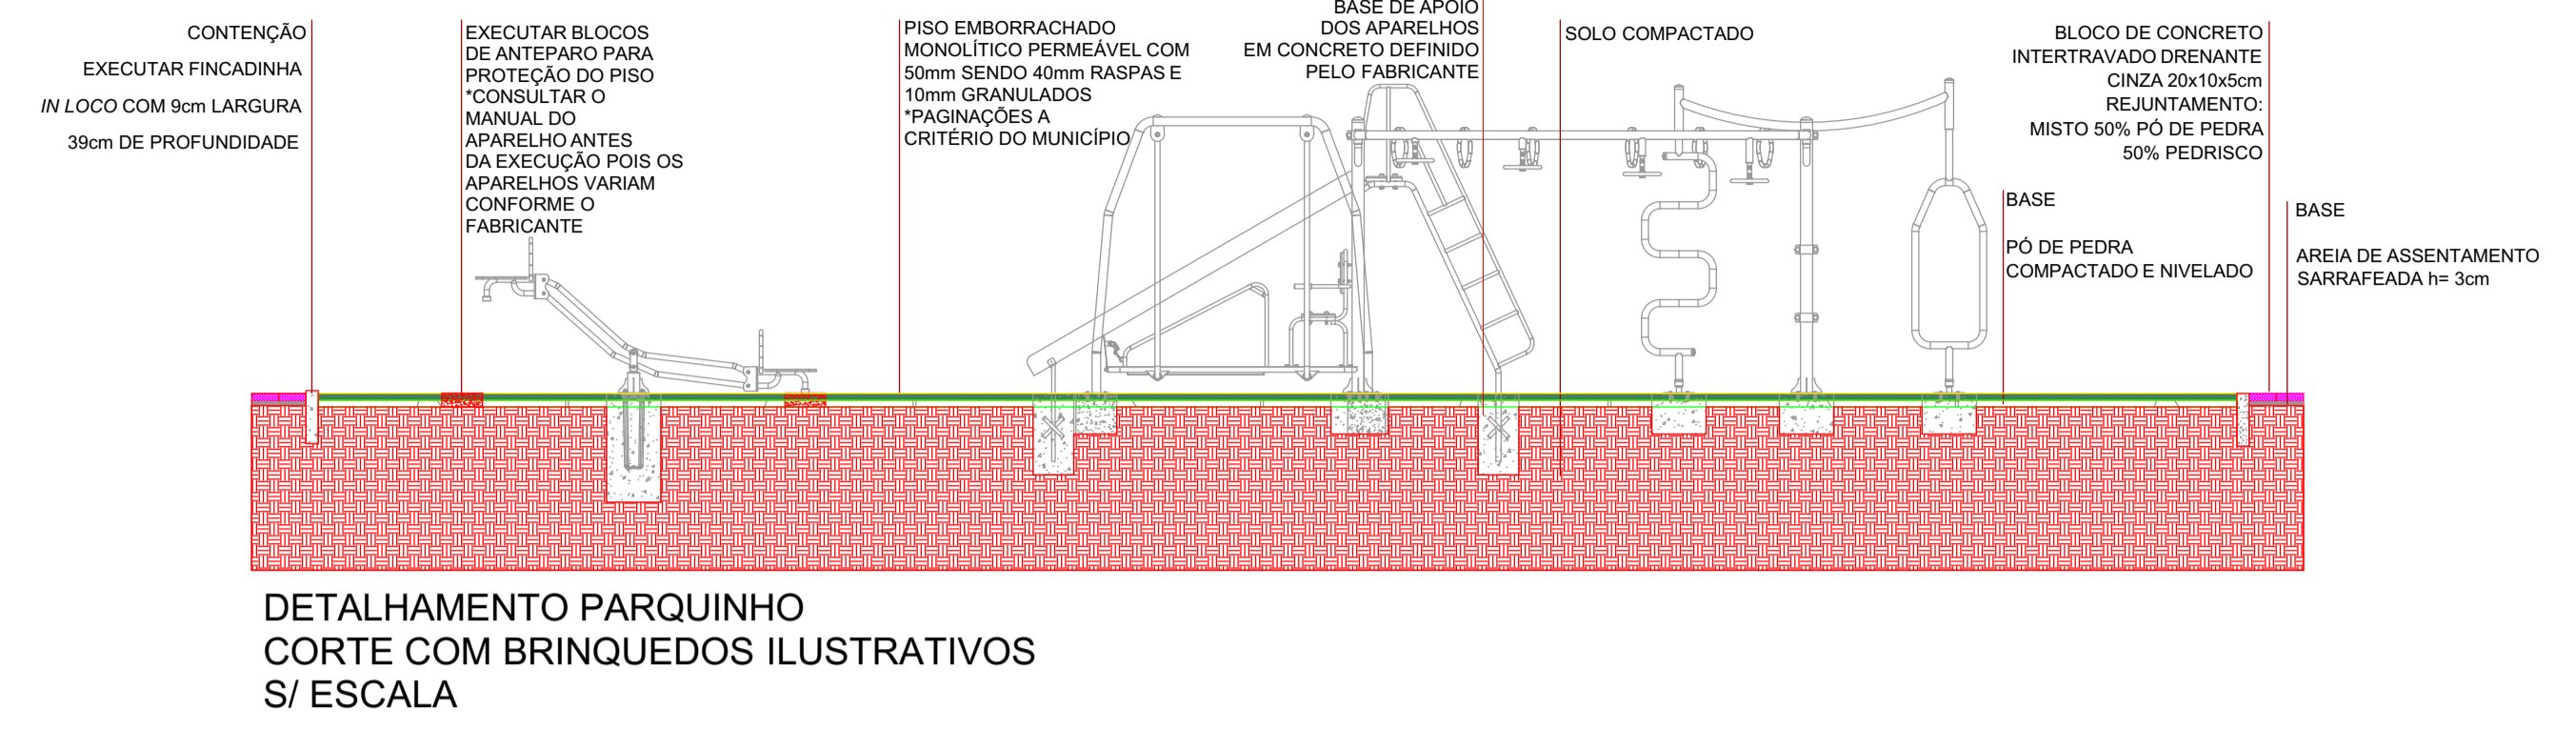 CONTENÇÃO
EXECUTAR FINCADINHA
IN LOCO COM 9cm LARGURA
39cm DE PROFUNDIDADE
EXECUTAR BLOCOS
DE ANTEPARO PARA
PROTEÇÃO DO PISO
*CONSULTAR O
MANUAL DO
APARELHO ANTES
DA EXECUÇÃO POIS OS
APARELHOS VARIAM
CONFORME O
FABRICANTE
PISO EMBORRACHADO
MONOLÍTICO PERMEÁVEL COM
50mm SENDO 40mm RASPAS E
10mm GRANULADOS
*PAGINAÇÕES A
CRITÉRIO DO MUNICÍPIO
BASE DE APOIO
DOS APARELHOS
EM CONCRETO DEFINIDO
PELO FABRICANTE
SOLO COMPACTADO
BASE
PÓ DE PEDRA
COMPACTADO E NIVELADO
BLOCO DE CONCRETO
INTERTRAVADO DRENANTE
CINZA 20x10x5cm
REJUNTAMENTO:
MISTO 50% PÓ DE PEDRA
50% PEDRISCO
BASE
AREIA DE ASSENTAMENTO
SARRAFEADA h= 3cm
DETALHAMENTO PARQUINHO
CORTE COM BRINQUEDOS ILUSTRATIVOS
S/ ESCALA